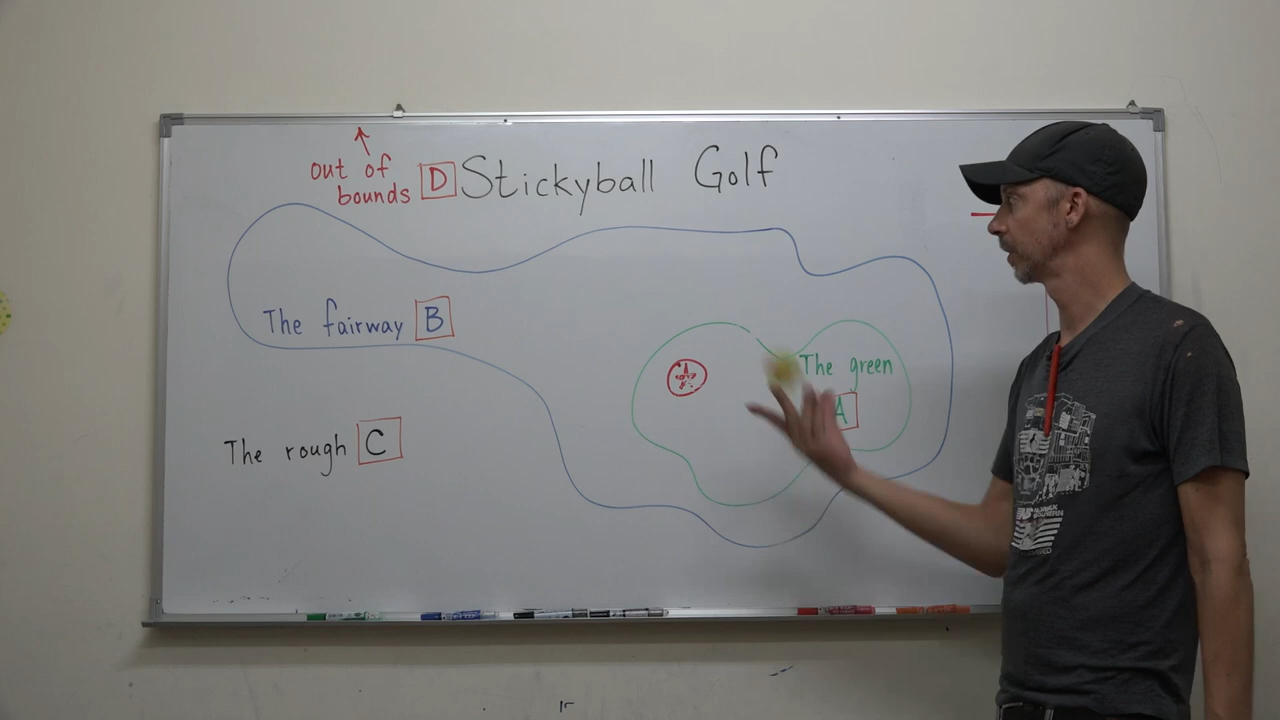 Out of
bounds D
Stickyball Golf
The fairway B
The green
A
The rough C